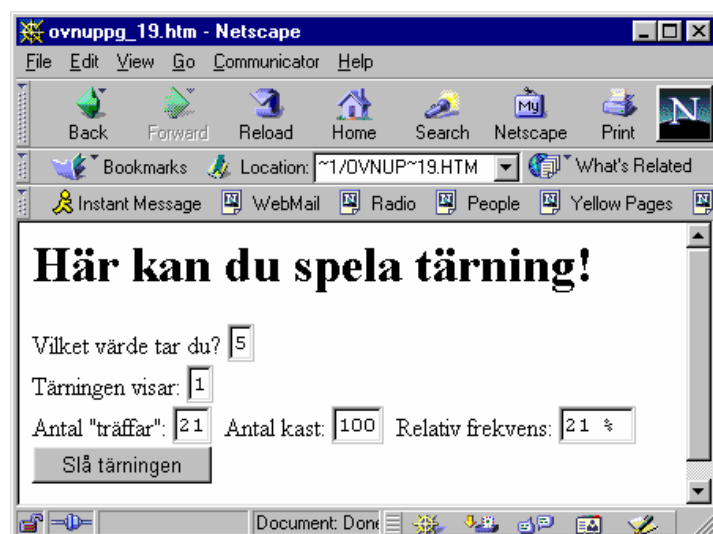 ovnuppg_19.htm - Netscape
File Edit View Go Communicator Help
Back Forward Reload Home Search Netscape Print
My
N
Bookmarks Location: ~1/OVNUP~19.HTM What's Related
Instant Message WebMail Radio People Yellow Pages
Här kan du spela tärning!
Vilket värde tar du? 5
Tärningen visar: 1
Antal "träffar": 21 Antal kast: 100 Relativ frekvens: 21 %
Slå tärningen
Document: Done